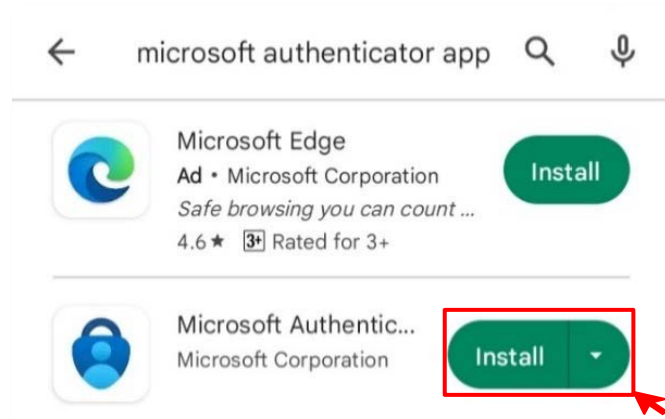 microsoft authenticator app
Microsoft Edge
Ad • Microsoft Corporation
Install
Safe browsing you can count ...
4.6★ 3+ Rated for 3+
Microsoft Authentic...
Microsoft Corporation
Install